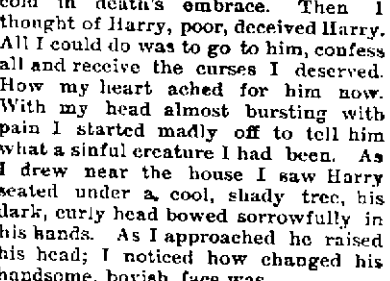 cold in death's embrace. Then I
thought of Harry, poor, deceived Harry.
All I could do was to go to him, confess
all and receive the curses I deserved.
How my heart ached for him now.
With my head almost bursting with
pain I started madly off to tell him
what a sinful creature I had been. As
I drew near the house I saw Harry
seated under a cool, shady tree, his
dark, curly head bowed sorrowfully in
his hands. As I approached he raised
his head; I noticed how changed his
handsome, boyish face was